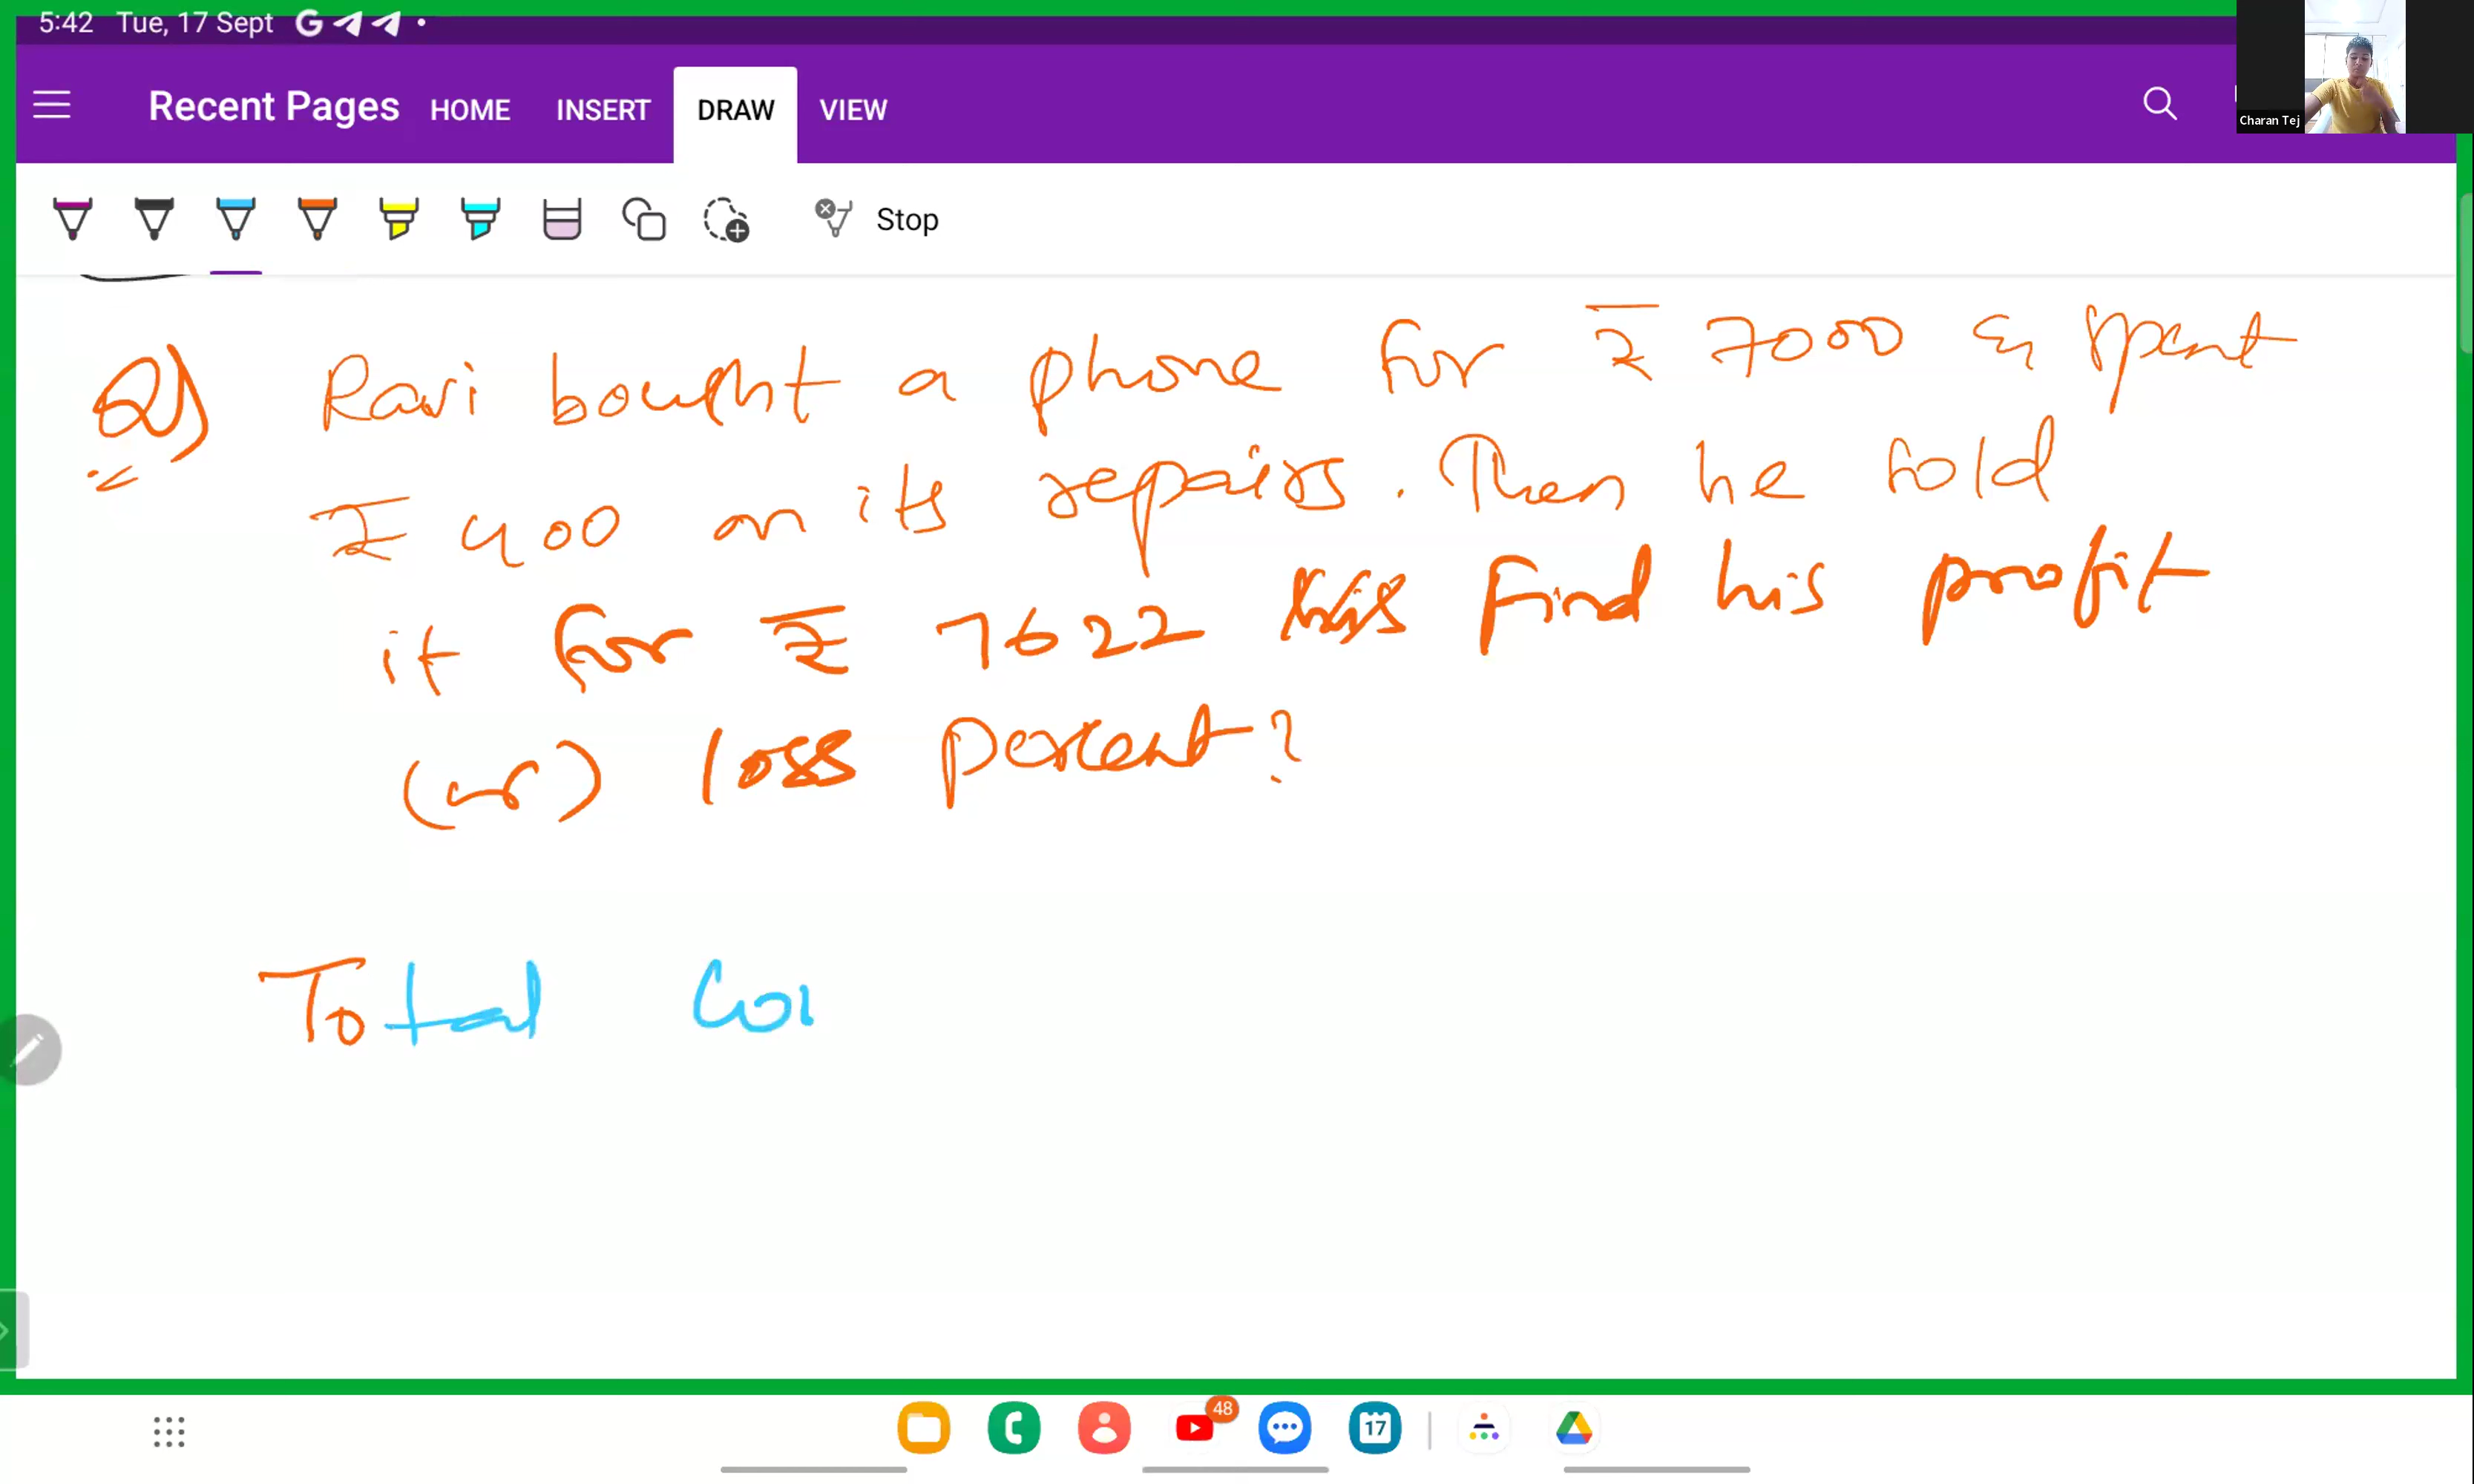 5:42 Tue, 17 Sept
Recent Pages HOME INSERT DRAW VIEW
Charan Tej
Stop
Q) Ravi bought a phone for ₹ 7000 & spent
₹ 400 on its repairs. Then he sold
it for ₹ 7622 Find his profit
(or) loss percent?
Total Cos
48
17